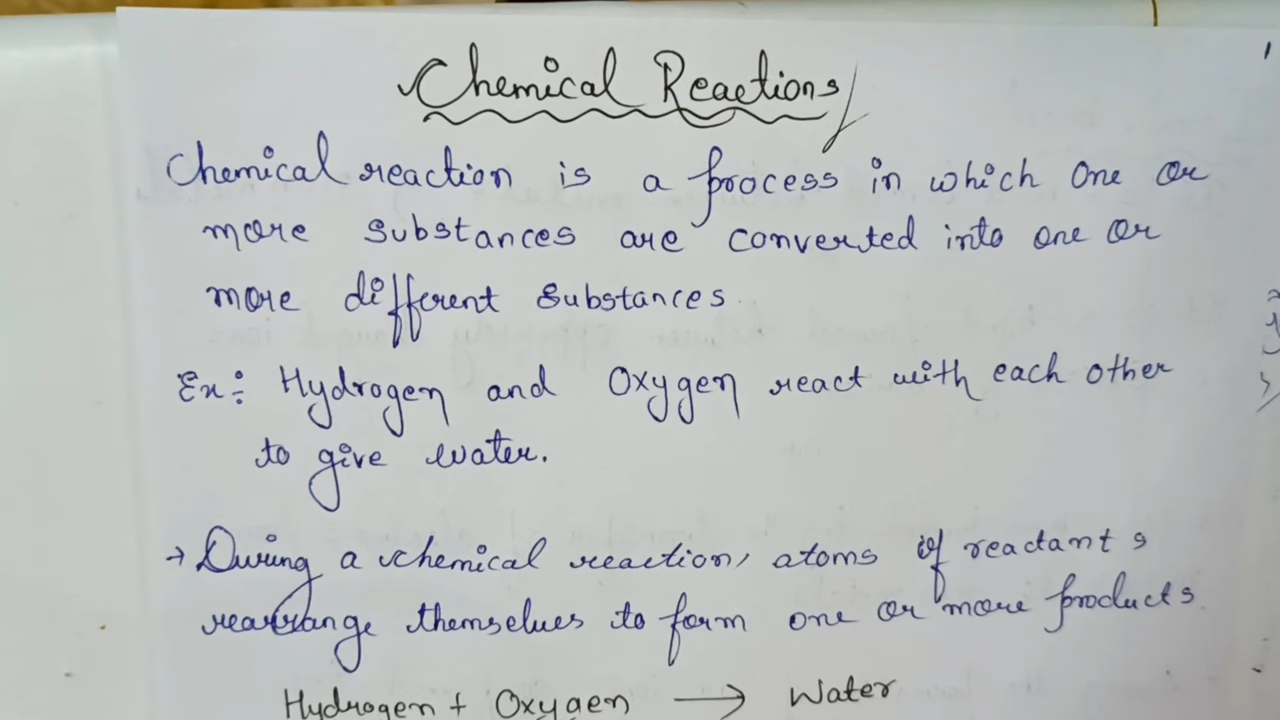 Chemical Reactions
Chemical reaction is a process in which one or
more substances are converted into one or
more different substances.
Ex:- Hydrogen and Oxygen react with each other
to give water.
→ During a chemical reaction, atoms of reactants
rearrange themselves to form one or more products.
Hydrogen + Oxygen → Water